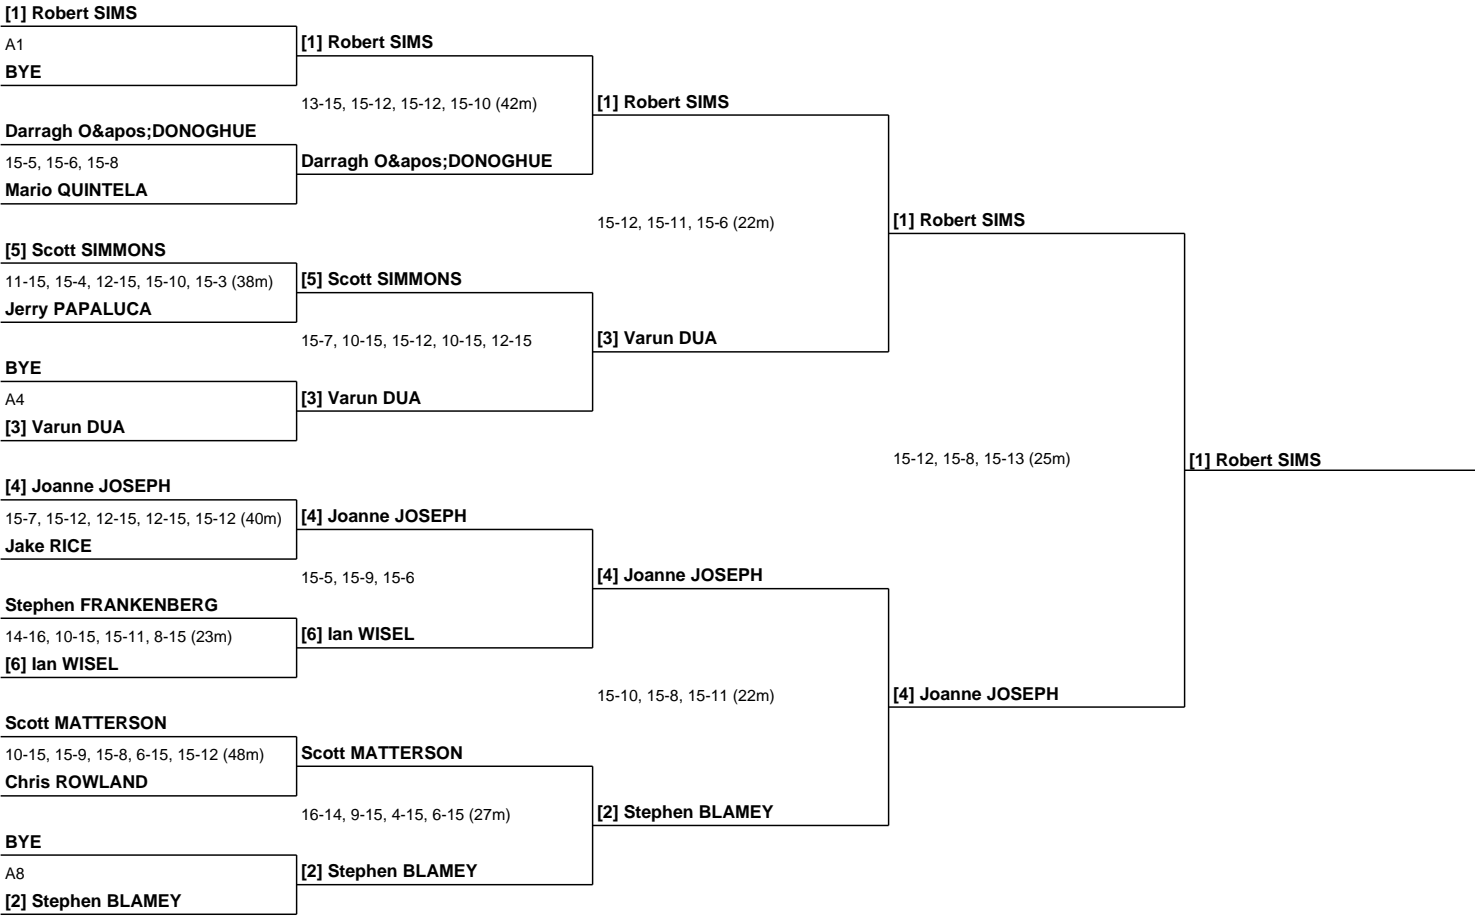 [1] Robert SIMS
A1
BYE
Darragh O&apos;DONOGHUE
15-5, 15-6, 15-8
Mario QUINTELA
[5] Scott SIMMONS
11-15, 15-4, 12-15, 15-10, 15-3 (38m)
Jerry PAPALUCA
BYE
A4
[3] Varun DUA
[4] Joanne JOSEPH
15-7, 15-12, 12-15, 12-15, 15-12 (40m)
Jake RICE
Stephen FRANKENBERG
14-16, 10-15, 15-11, 8-15 (23m)
[6] Ian WISEL
Scott MATTERSON
10-15, 15-9, 15-8, 6-15, 15-12 (48m)
Chris ROWLAND
BYE
A8
[2] Stephen BLAMEY
[1] Robert SIMS
13-15, 15-12, 15-12, 15-10 (42m)
Darragh O&apos;DONOGHUE
[5] Scott SIMMONS
15-7, 10-15, 15-12, 10-15, 12-15
[3] Varun DUA
[4] Joanne JOSEPH
15-5, 15-9, 15-6
[6] Ian WISEL
Scott MATTERSON
16-14, 9-15, 4-15, 6-15 (27m)
[2] Stephen BLAMEY
[1] Robert SIMS
15-12, 15-11, 15-6 (22m)
[3] Varun DUA
[4] Joanne JOSEPH
15-10, 15-8, 15-11 (22m)
[2] Stephen BLAMEY
[1] Robert SIMS
15-12, 15-8, 15-13 (25m)
[4] Joanne JOSEPH
[1] Robert SIMS